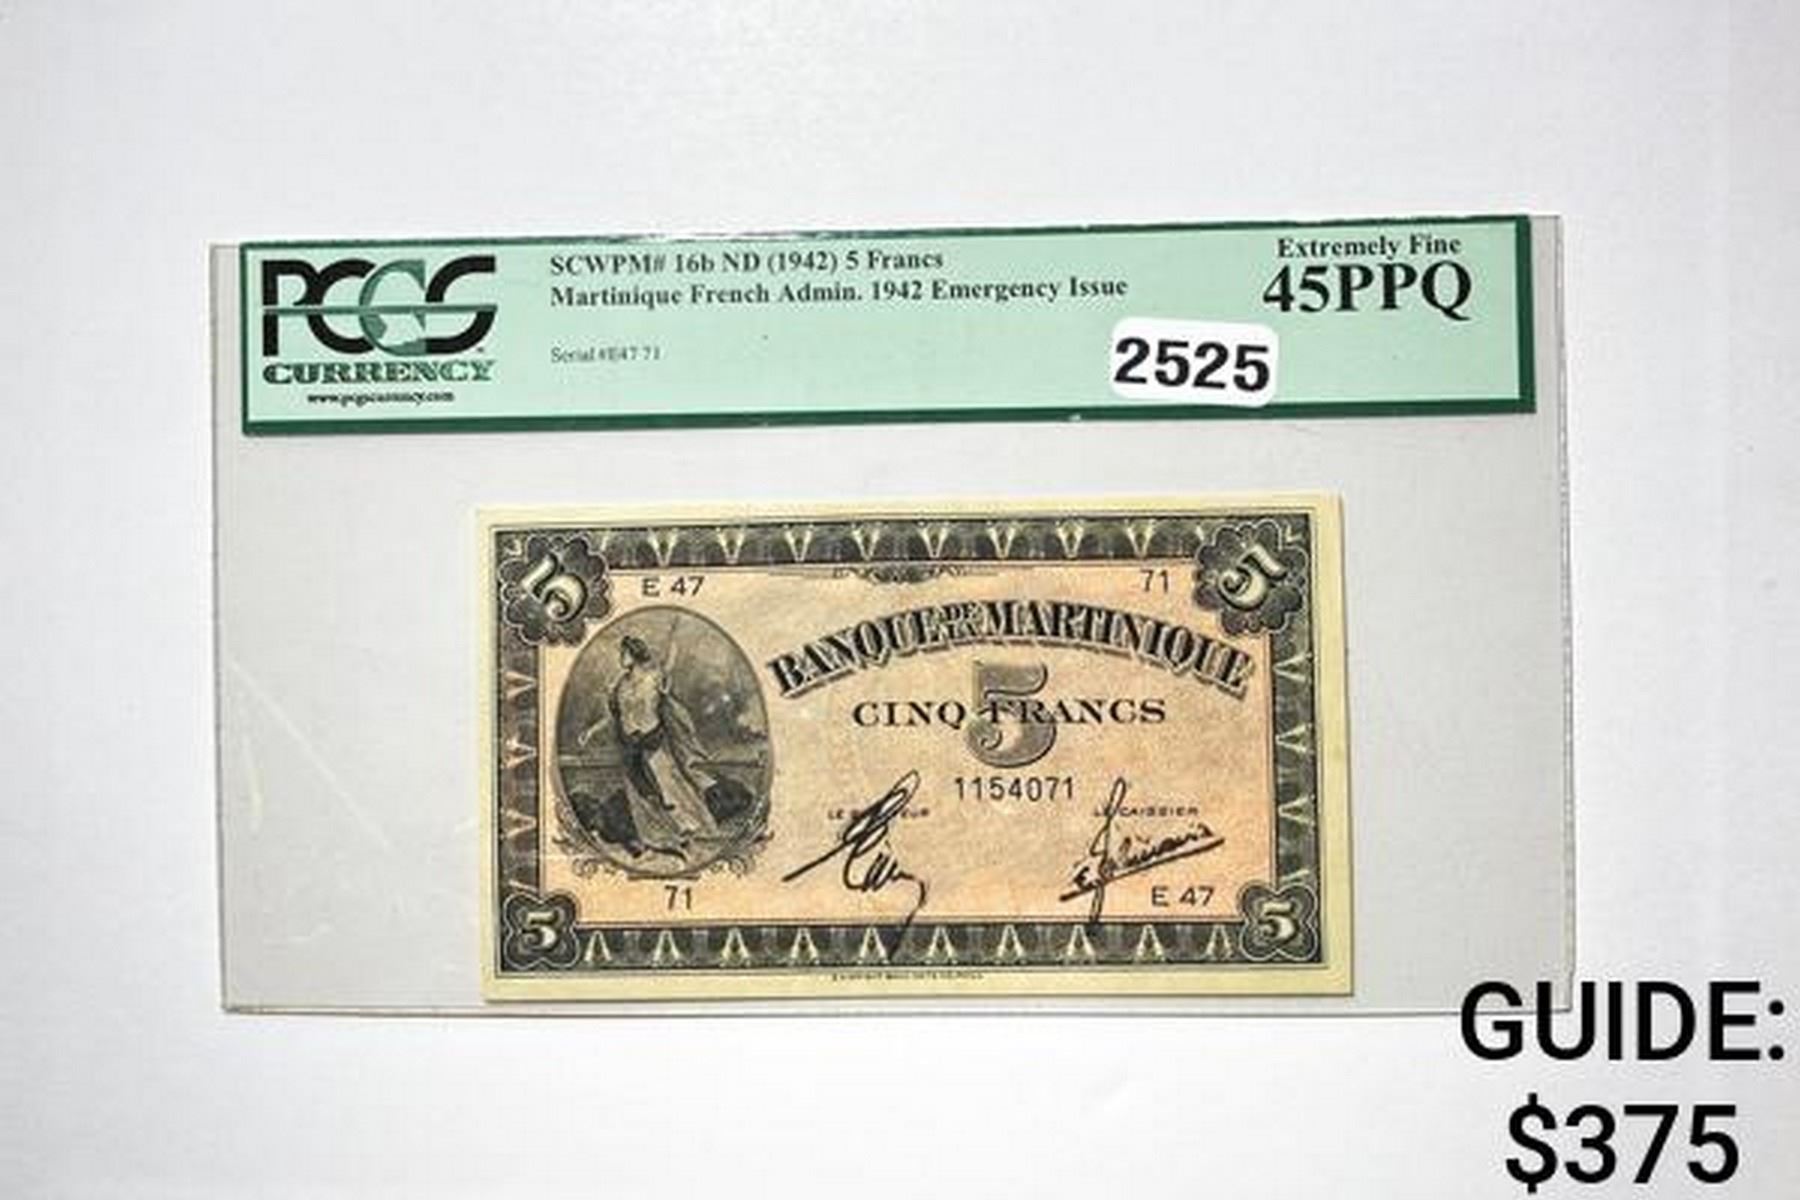 PCGS
CURRENCY
www.pcgscurrency.com
SCWPM# 16b ND (1942) 5 Francs
Martinique French Admin. 1942 Emergency Issue
Serial #E47 71
Extremely Fine
45PPQ
2525
5
5
E 47
71
BANQUE DE LA MARTINIQUE
5
CINQ FRANCS
1154071
LE CAISSIER
71
E 47
5
5
GUIDE:
$375